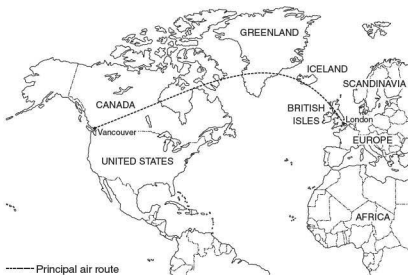 GREENLAND
ICELAND
SCANDINAVIA
CANADA
BRITISH
ISLES
London
Vancouver
EUROPE
UNITED STATES
AFRICA
Principal air route